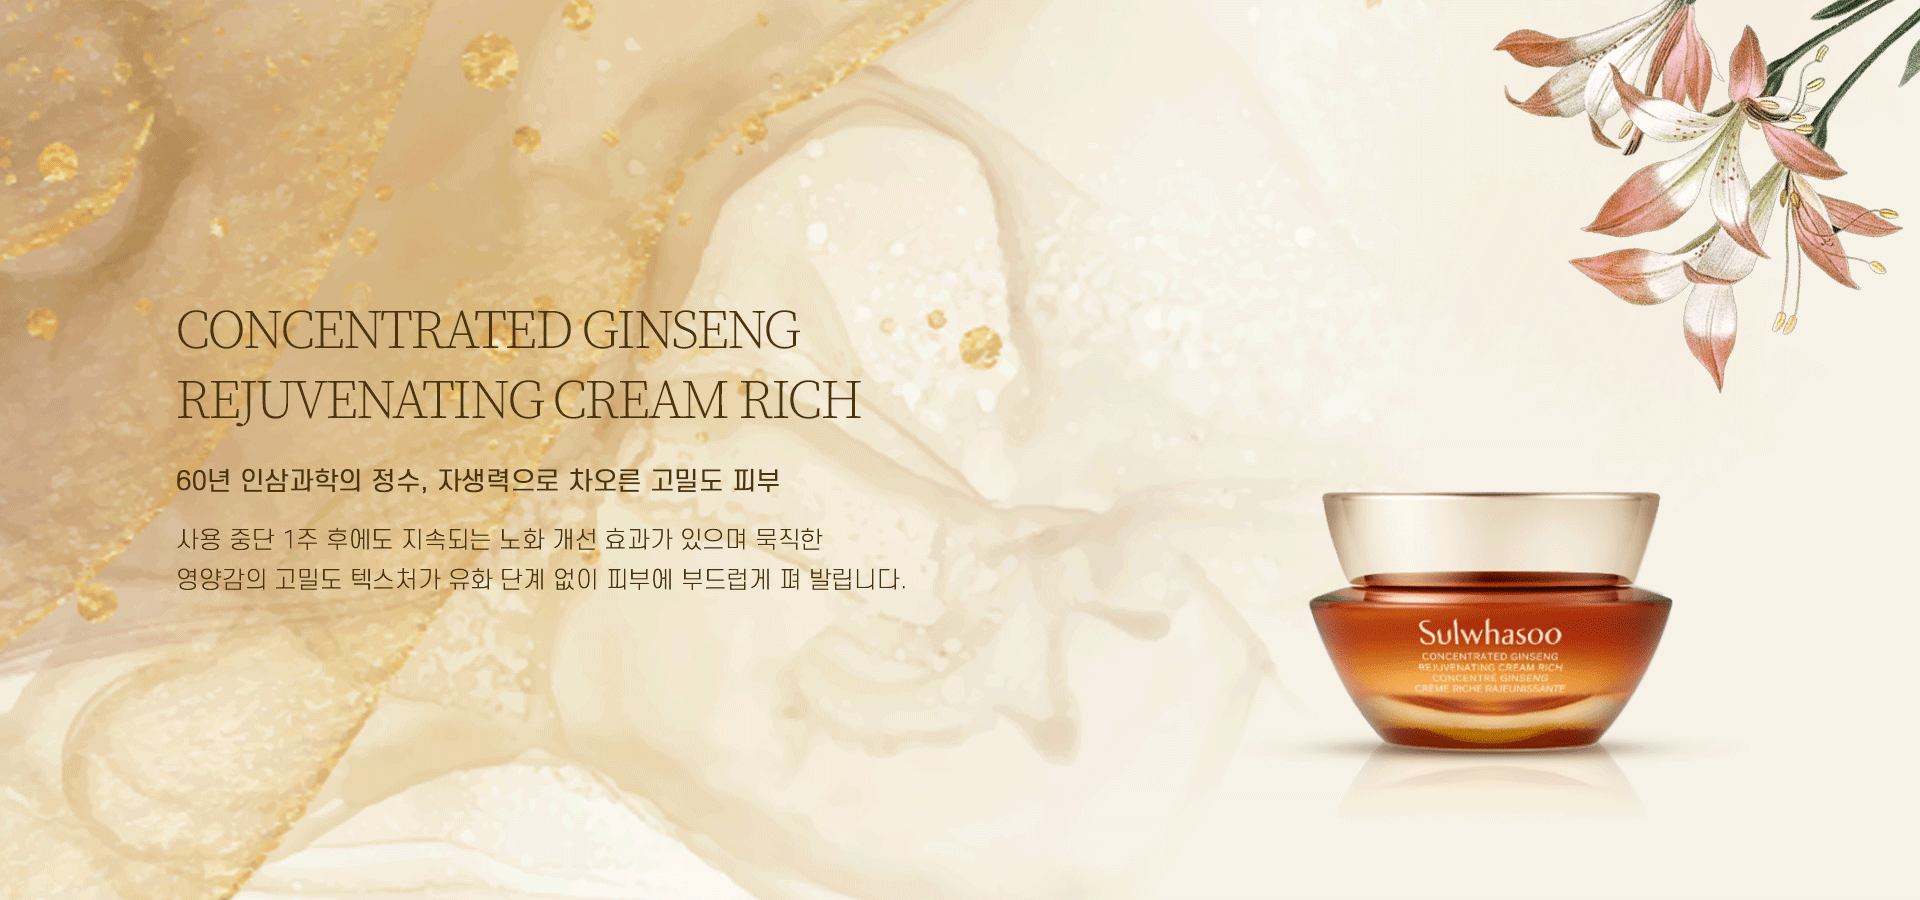 CONCENTRATED GINSENG
REJUVENATING CREAM RICH
60년 인삼과학의 정수, 자생력으로 차오른 고밀도 피부
사용 중단 1주 후에도 지속되는 노화 개선 효과가 있으며 묵직한
영양감의 고밀도 텍스처가 유화 단계 없이 피부에 부드럽게 펴 발립니다.
Sulwhasoo
CONCENTRATED GINSENG
REJUVENATING CREAM RICH
CONCENTRÉ GINSENG
CRÈME RICHE RAJEUNISSANTE